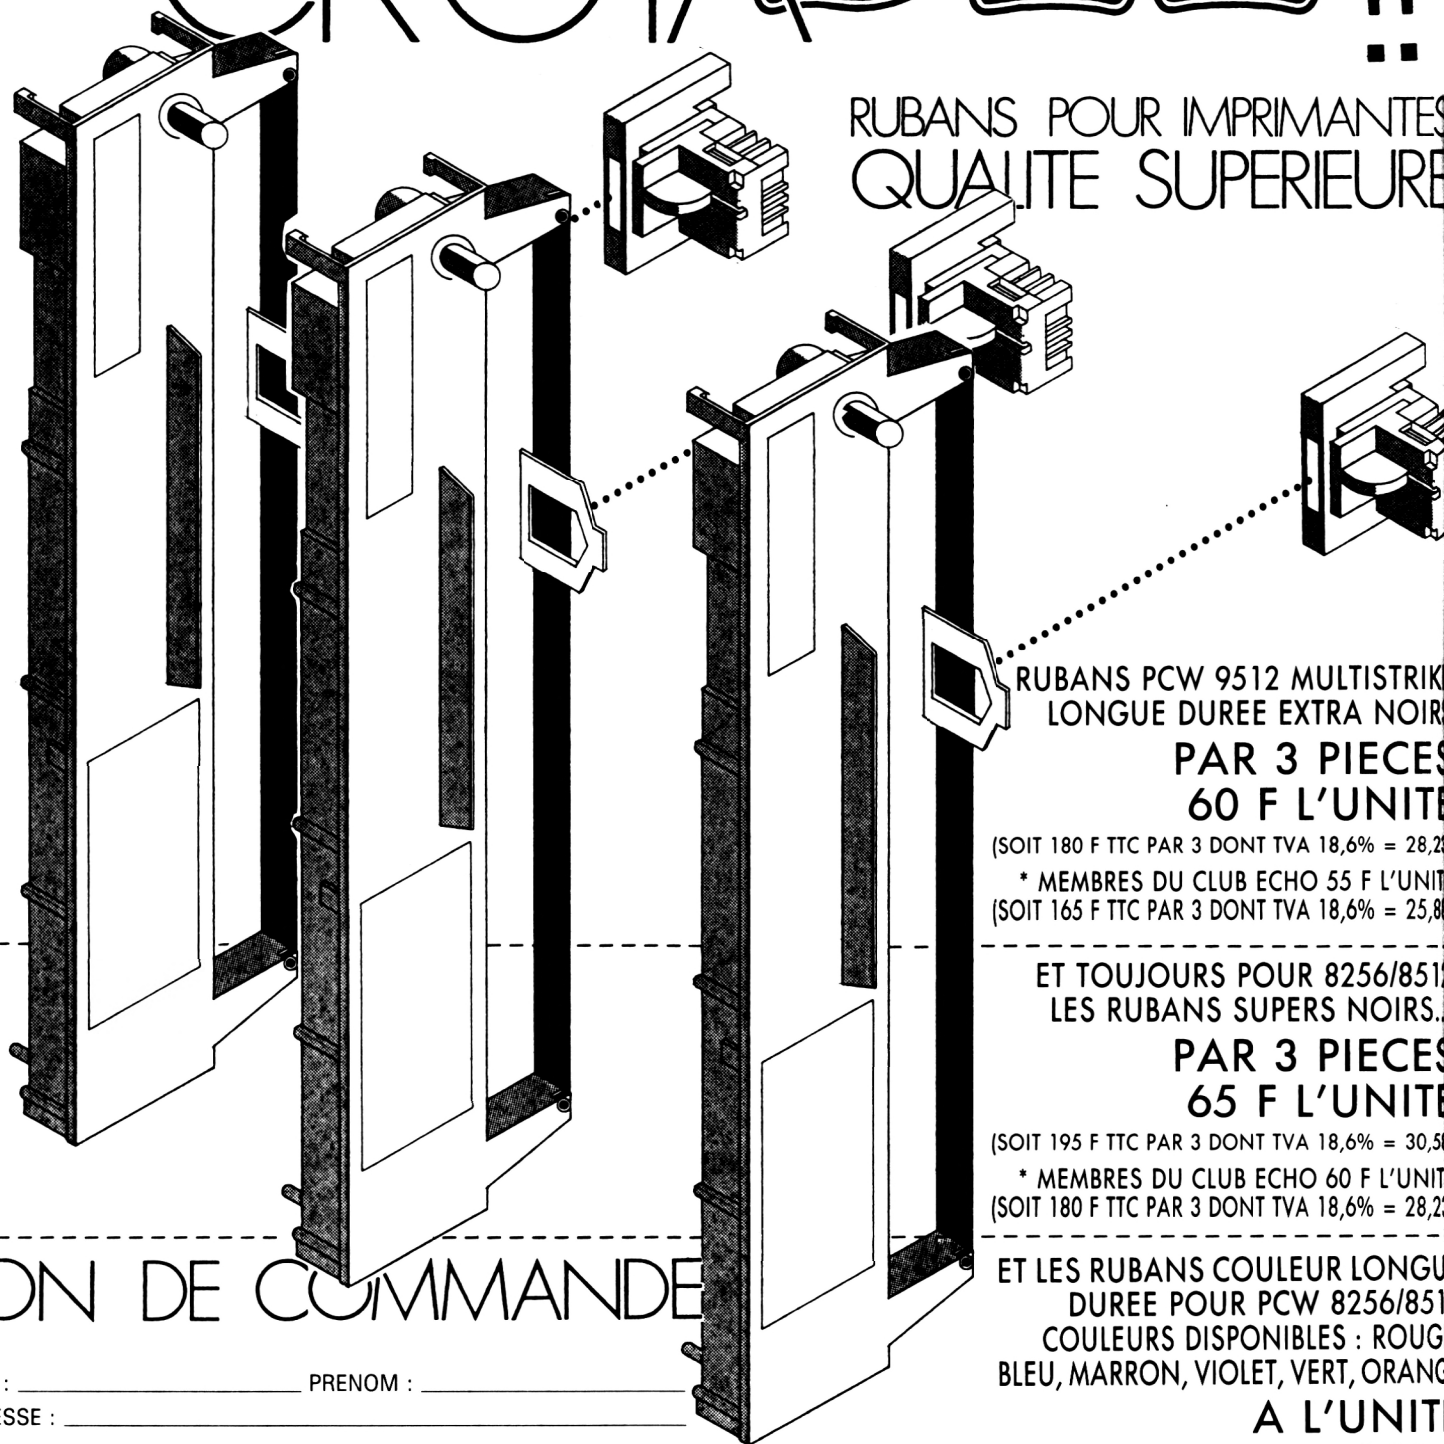 RUBANS POUR IMPRIMANTES
QUALITE SUPERIEURE
RUBANS PCW 9512 MULTISTRIK
LONGUE DUREE EXTRA NOIR
PAR 3 PIECES
60 F L'UNITE
(SOIT 180 F TTC PAR 3 DONT TVA 18,6% = 28,2
* MEMBRES DU CLUB ECHO 55 F L'UNIT
(SOIT 165 F TTC PAR 3 DONT TVA 18,6% = 25,8
ET TOUJOURS POUR 8256/851
LES RUBANS SUPERS NOIRS..
PAR 3 PIECES
65 F L'UNITE
(SOIT 195 F TTC PAR 3 DONT TVA 18,6% = 30,5
* MEMBRES DU CLUB ECHO 60 F L'UNIT
(SOIT 180 F TTC PAR 3 DONT TVA 18,6% = 28,2
ON DE COMMANDE
ET LES RUBANS COULEUR LONGU
DUREE POUR PCW 8256/851
COULEURS DISPONIBLES : ROUG
BLEU, MARRON, VIOLET, VERT, ORANG
A L'UNIT
: PRENOM :
ESSE :